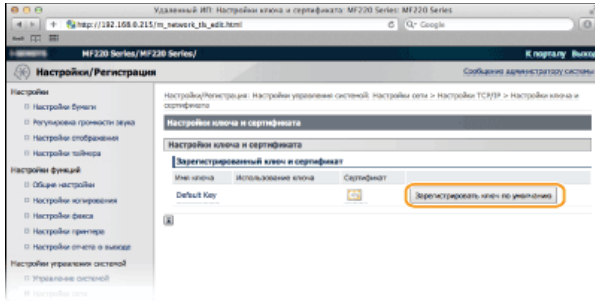 Удаленный ИП: Настройки ключа и сертификата: MF220 Series: MF220 Series
http://192.168.0.215/m_network_tls_edit.html
Google
MF220 Series/MF220 Series/
К порталу
Настройки/Регистрация
Сообщение администратору системы
Настройки
Настройки/Регистрация: Настройки управления системой: Настройки сети > Настройки TCP/IP > Настройки ключа и сертификата
Настройки бумаги
Регулировка громкости звука
Настройки ключа и сертификата
Настройки отображения
Настройки ключа и сертификата
Настройки таймера
Зарегистрированный ключ и сертификат
Настройки функций
Имя ключа Использование ключа Сертификат
Общие настройки
Default Key
Зарегистрировать ключ по умолчанию
Настройки копирования
Настройки факса
Настройки принтера
Настройки отчета о выводе
Настройки управления системой
Управление системой
Настройки сети